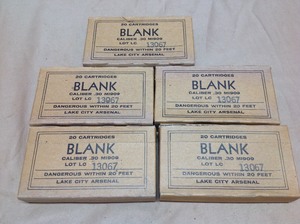 20 CARTRIDGES
BLANK
CALIBER .30 M1909
LOT LC 13067
DANGEROUS WITHIN 20 FEET
LAKE CITY ARSENAL
20 CARTRIDGES
BLANK
CALIBER .30 M1909
LOT LC 13067
DANGEROUS WITHIN 20 FEET
LAKE CITY ARSENAL
20 CARTRIDGES
BLANK
CALIBER .30 M1909
LOT LC 13067
DANGEROUS WITHIN 20 FEET
LAKE CITY ARSENAL
20 CARTRIDGES
BLANK
CALIBER .30 M1909
LOT LC 13067
DANGEROUS WITHIN 20 FEET
LAKE CITY ARSENAL
20 CARTRIDGES
BLANK
CALIBER .30 M1909
LOT LC 13067
DANGEROUS WITHIN 20 FEET
LAKE CITY ARSENAL